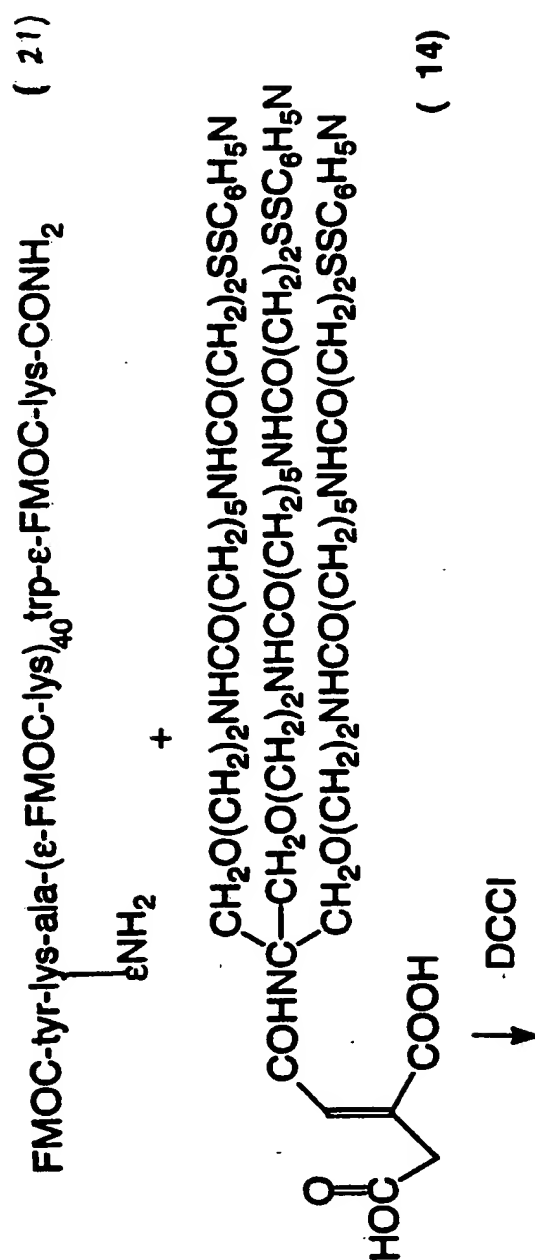 FMOC-tyr-lys-ala-(ε-FMOC-lys)40trp-ε-FMOC-lys-CONH2 ( 21)
εNH2
+
CH2O(CH2)2NHCO(CH2)5NHCO(CH2)2SSC6H5N
COHNC—CH2O(CH2)2NHCO(CH2)5NHCO(CH2)2SSC6H5N
CH2O(CH2)2NHCO(CH2)5NHCO(CH2)2SSC6H5N
O
HOC
COOH
( 14)
DCCI